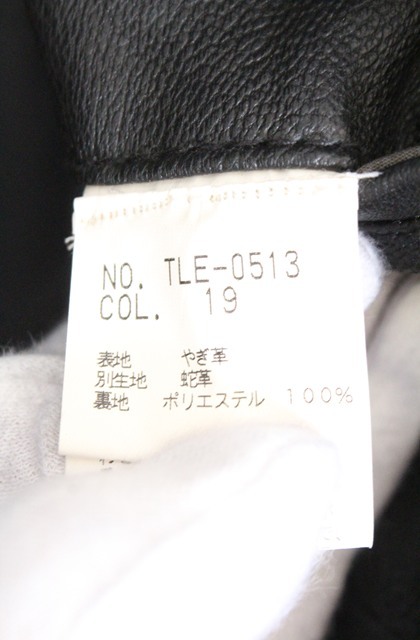 NO. TLE-0513
COL. 19
表地 やぎ革
別生地 蛇革
裏地 ポリエステル 100%